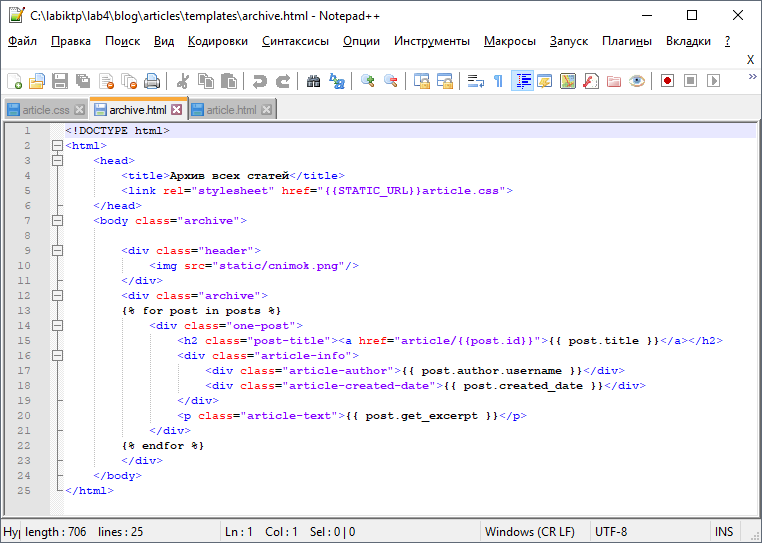 C:\labiktp\lab4\blog\articles\templates\archive.html - Notepad++
Файл Правка Поиск Вид Кодировки Синтаксисы Опции Инструменты Макросы Запуск Плагины Вкладки ?
X
article.css archive.html article.html
1 <!DOCTYPE html>
2 <html>
3 <head>
4 <title>Архив всех статей</title>
5 <link rel="stylesheet" href="{{STATIC_URL}}article.css">
6 </head>
7 <body class="archive">
8
9 <div class="header">
10 <img src="static/cnimok.png"/>
11 </div>
12 <div class="archive">
13 {% for post in posts %}
14 <div class="one-post">
15 <h2 class="post-title"><a href="article/{{post.id}}">{{ post.title }}</a></h2>
16 <div class="article-info">
17 <div class="article-author">{{ post.author.username }}</div>
18 <div class="article-created-date">{{ post.created_date }}</div>
19 </div>
20 <p class="article-text">{{ post.get_excerpt }}</p>
21 </div>
22 {% endfor %}
23 </div>
24 </body>
25 </html>
Hyp length : 706 lines : 25 Ln : 1 Col : 1 Sel : 0 | 0 Windows (CR LF) UTF-8 INS